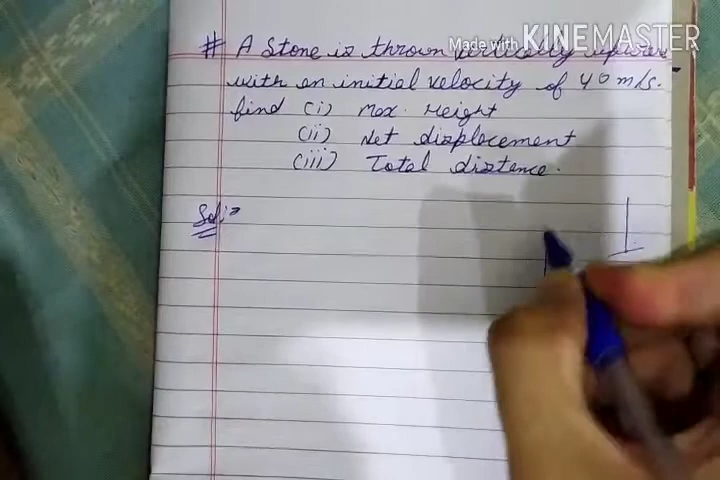 Made with KINEMASTER
# A Stone is thrown vertically upward
with an initial velocity of 40 m/s.
find (i) Max. Height
(ii) Net displacement
(iii) Total distance.
Sol:⇒